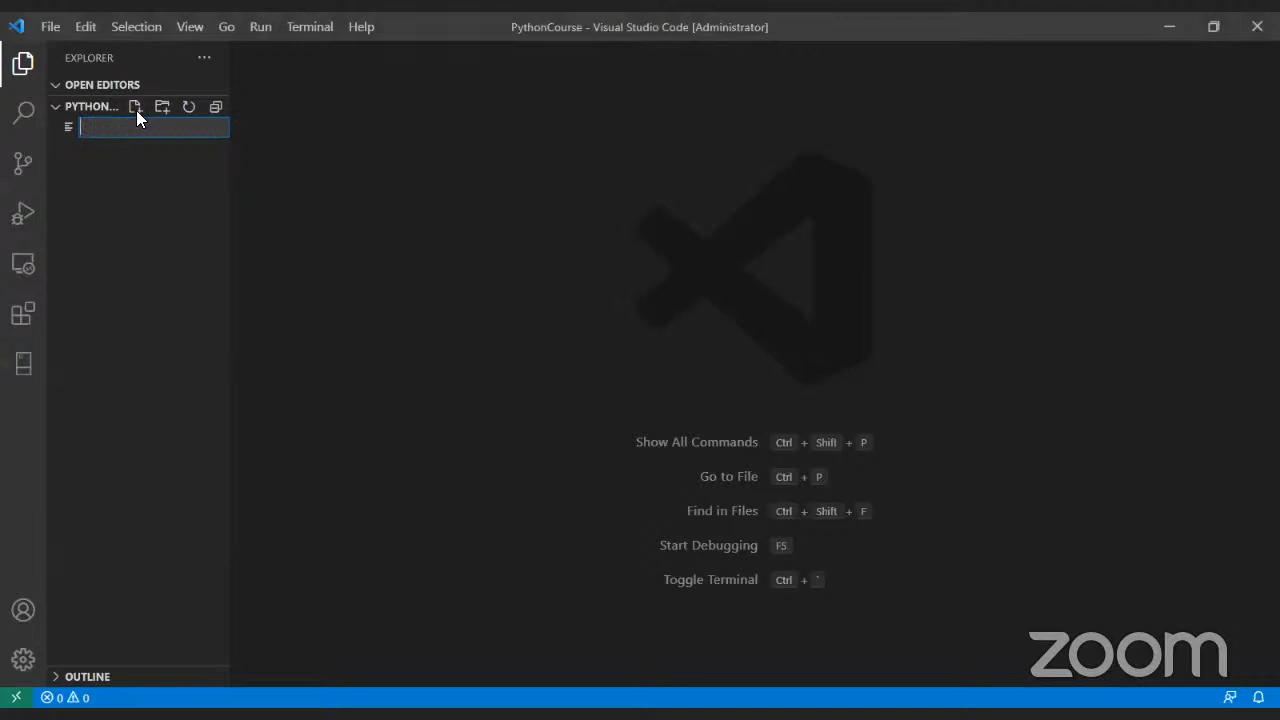 File Edit Selection View Go Run Terminal Help
PythonCourse - Visual Studio Code [Administrator]
EXPLORER
OPEN EDITORS
PYTHON...
Show All Commands Ctrl + Shift + P
Go to File Ctrl + P
Find in Files Ctrl + Shift + F
Start Debugging F5
Toggle Terminal Ctrl + `
OUTLINE
0 0
zoom